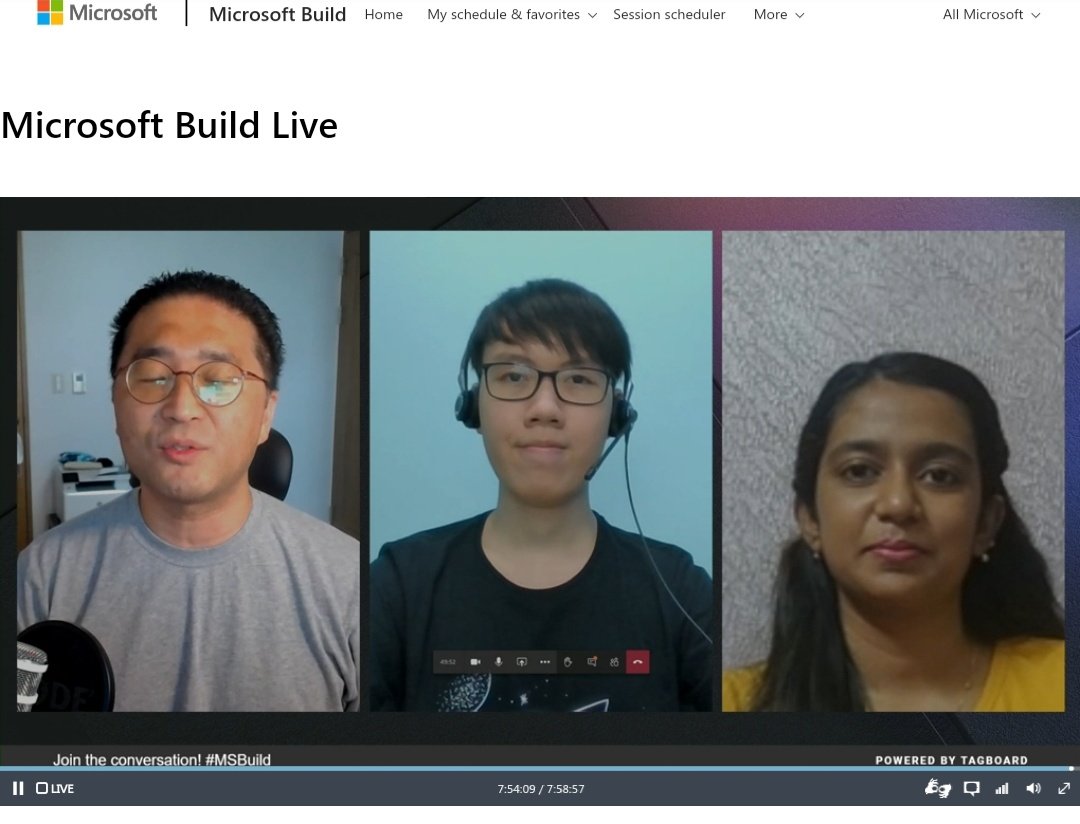 Microsoft
Microsoft Build
Home
My schedule & favorites
Session scheduler
More
All Microsoft
Microsoft Build Live
49:52
Join the conversation! #MSBuild
POWERED BY TAGBOARD
LIVE
7:54:09 / 7:58:57